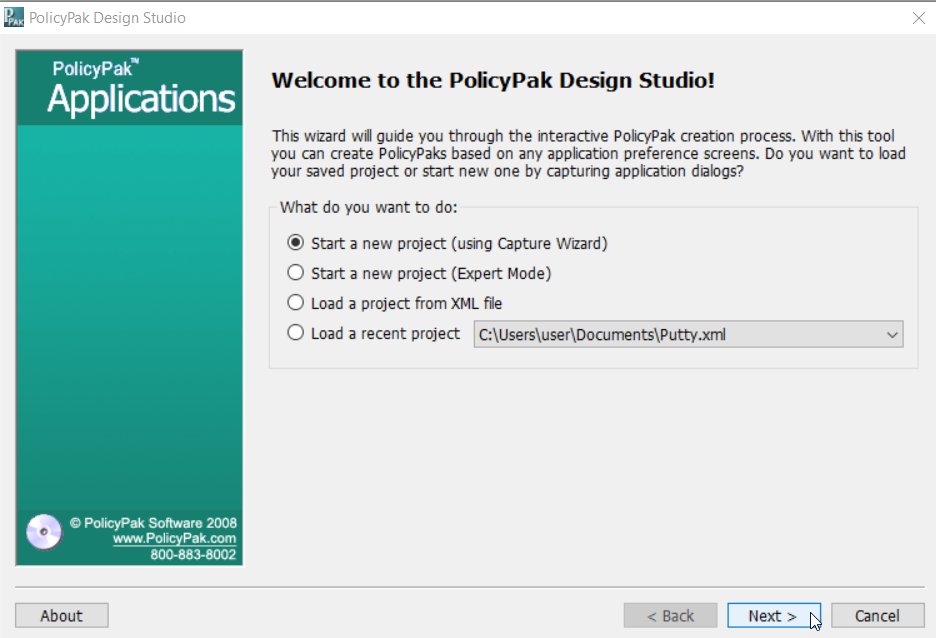 PPAK PolicyPak Design Studio
PolicyPak™
Applications
Welcome to the PolicyPak Design Studio!
This wizard will guide you through the interactive PolicyPak creation process. With this tool
you can create PolicyPaks based on any application preference screens. Do you want to load
your saved project or start new one by capturing application dialogs?
What do you want to do:
Start a new project (using Capture Wizard)
Start a new project (Expert Mode)
Load a project from XML file
Load a recent project C:\Users\user\Documents\Putty.xml
© PolicyPak Software 2008
www.PolicyPak.com
800-883-8002
About < Back Next > Cancel